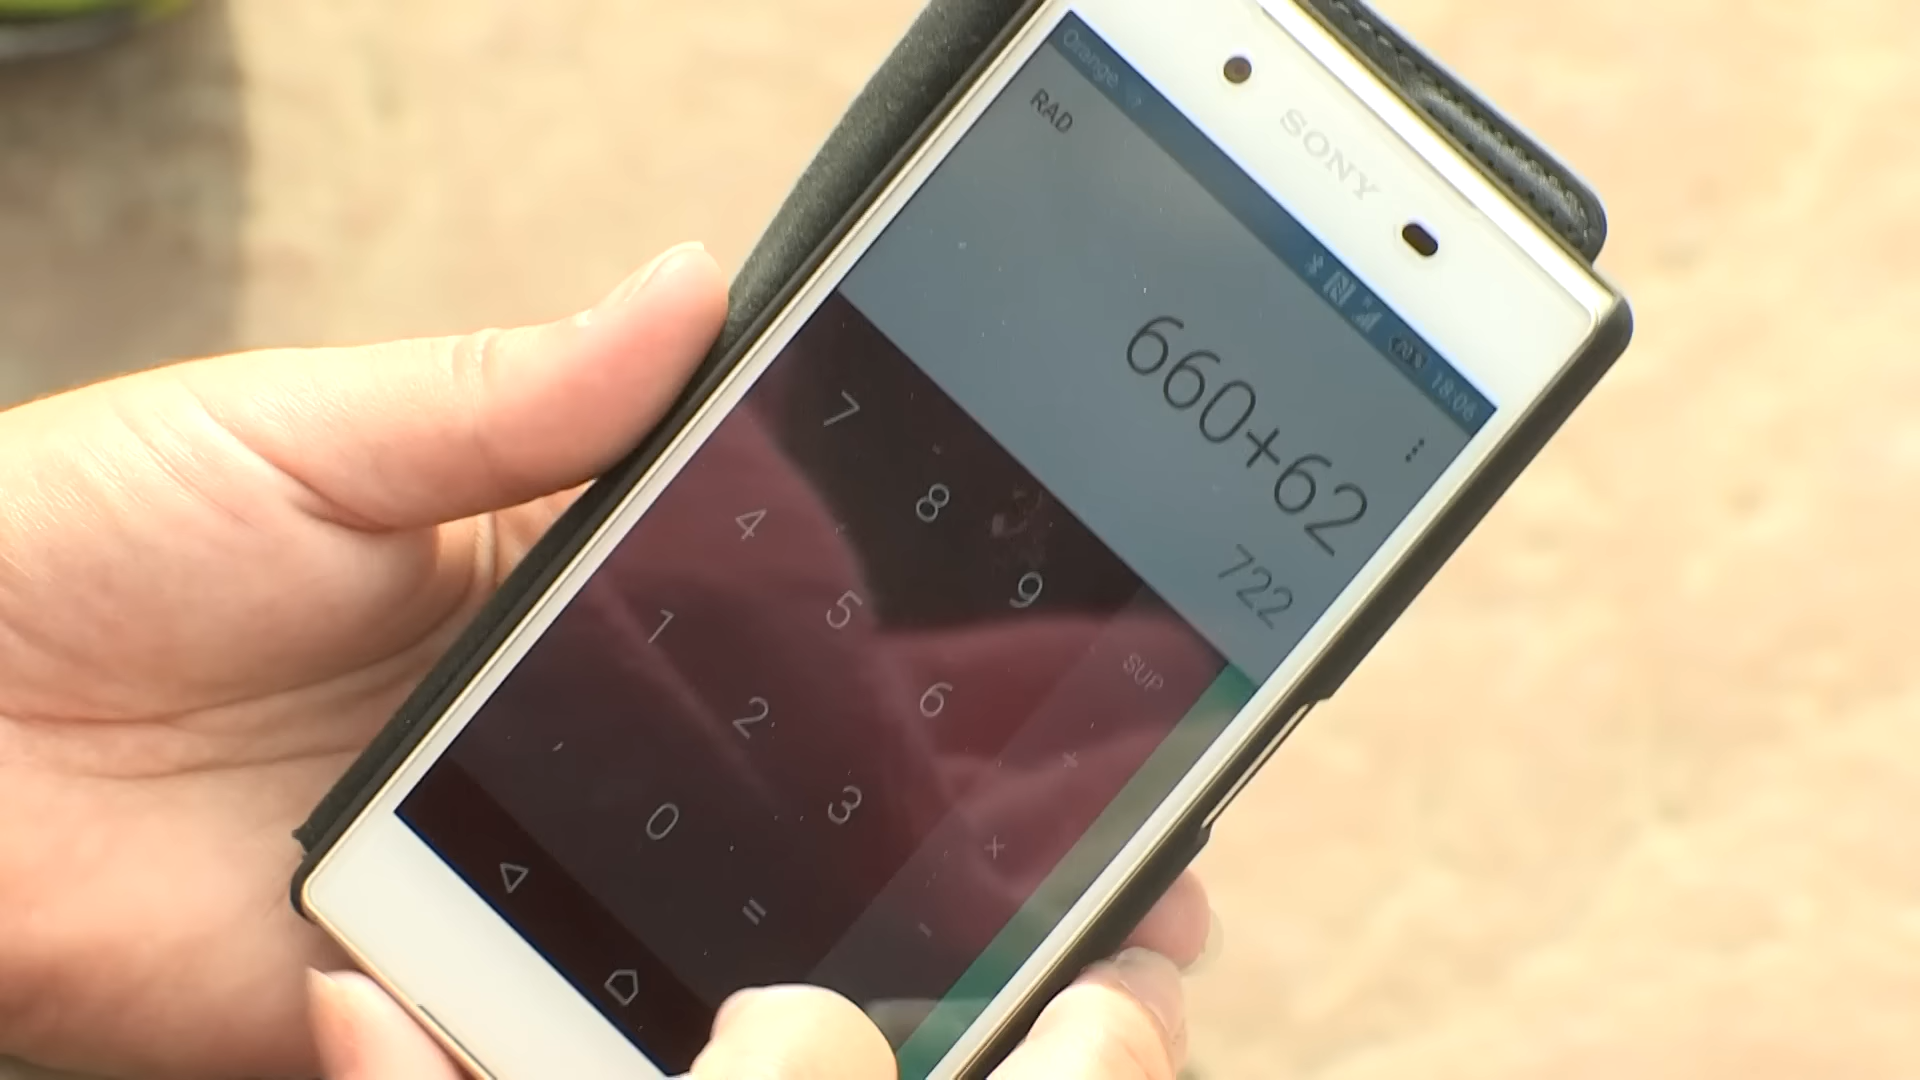 SONY
Orange
18:06
RAD
660+62
722
7 8 9
4 5 6 SUP
1 2 3 +
, 0 = - ×